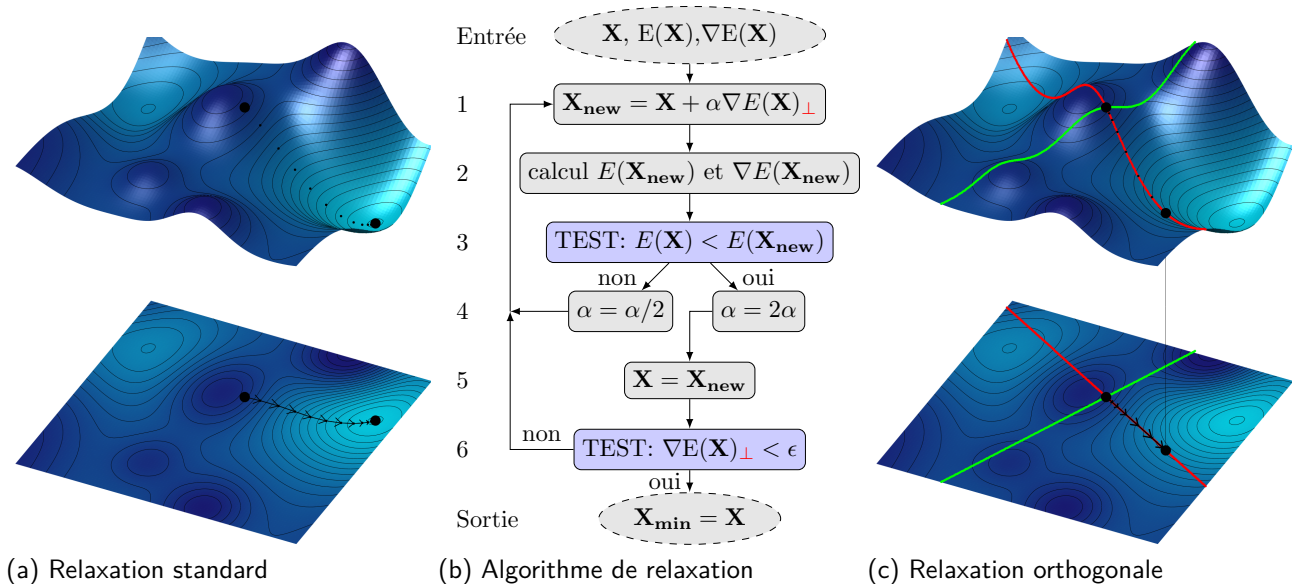 Entrée
X, E(X),∇E(X)
1
X_new = X + α∇E(X)_⊥
2
calcul E(X_new) et ∇E(X_new)
3
TEST: E(X) < E(X_new)
non
oui
4
α = α/2
α = 2α
5
X = X_new
6
non
TEST: ∇E(X)_⊥ < ϵ
oui
Sortie
X_min = X
(a) Relaxation standard
(b) Algorithme de relaxation
(c) Relaxation orthogonale